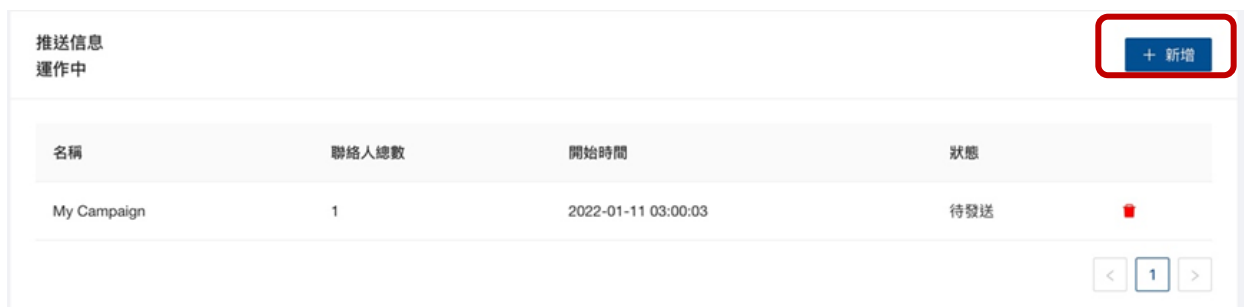 推送信息
運作中
+ 新增
名稱 聯絡人總數 開始時間 狀態
My Campaign 1 2022-01-11 03:00:03 待發送
< 1 >